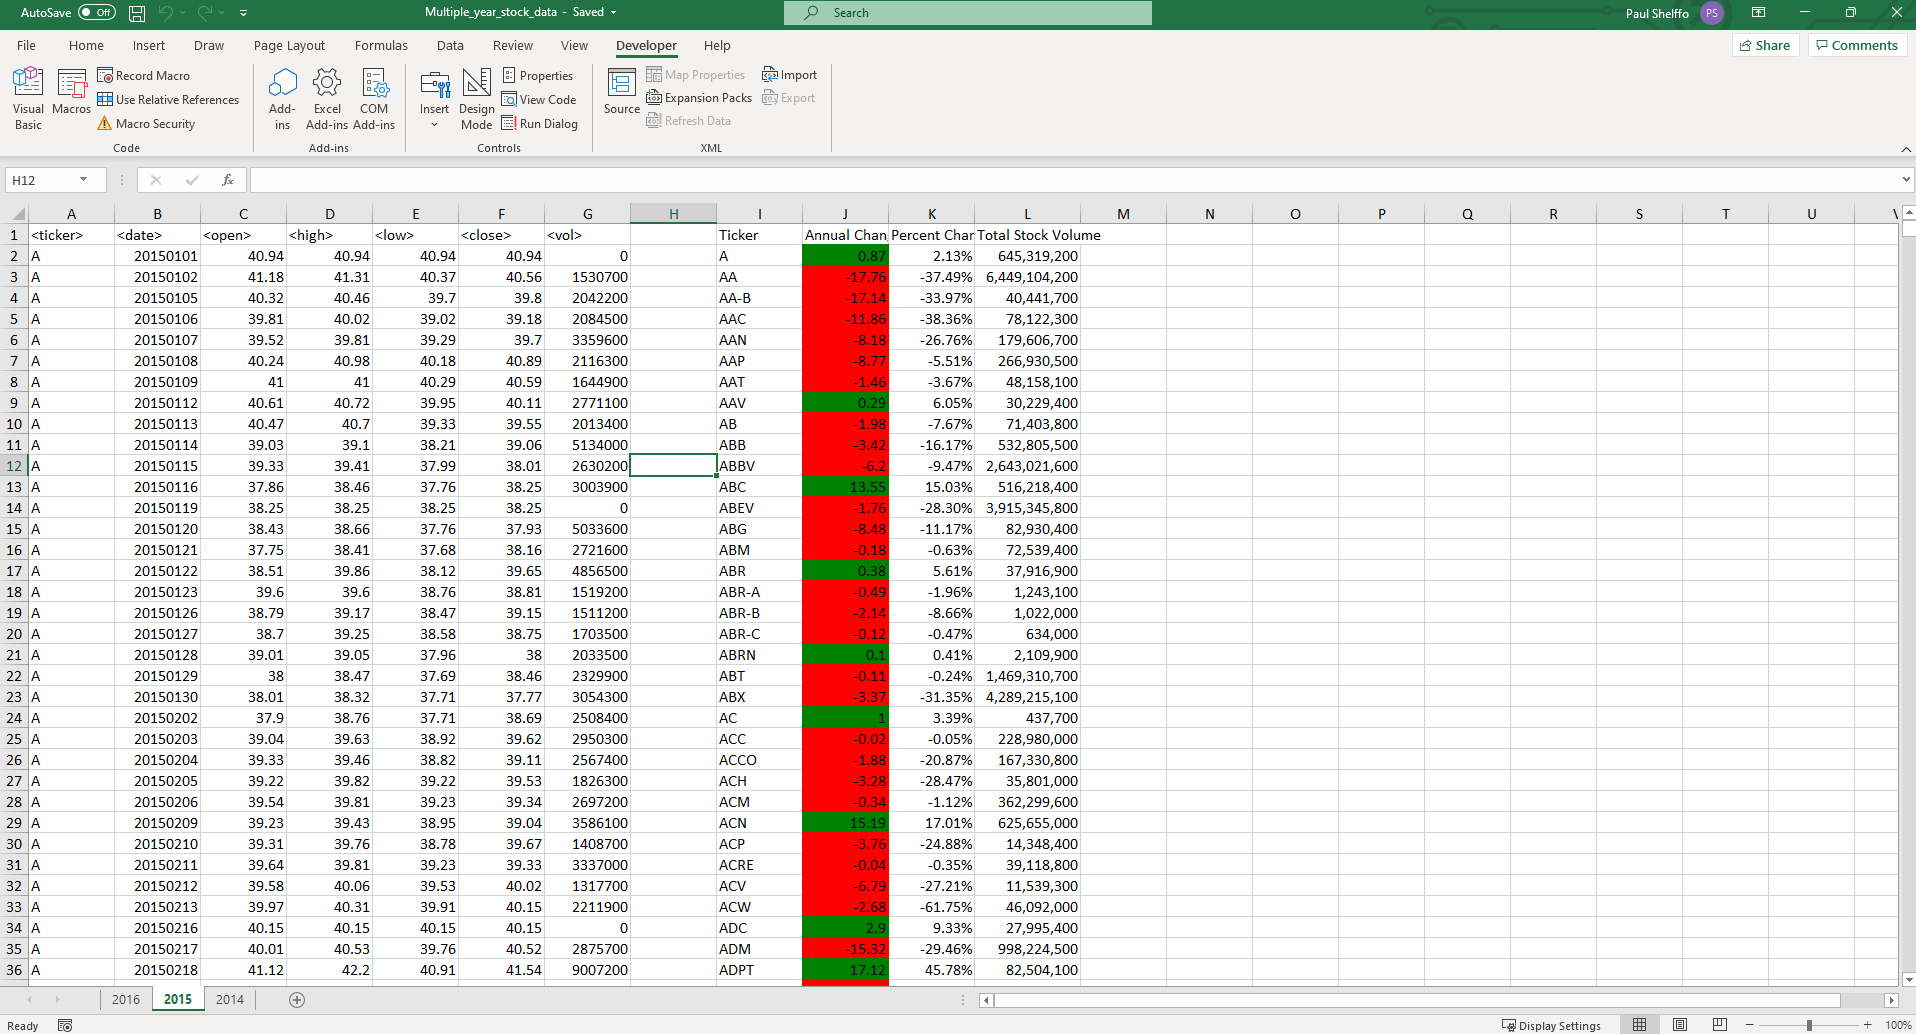 AutoSave Off Multiple_year_stock_data - Saved Search Paul Shelffo PS
File Home Insert Draw Page Layout Formulas Data Review View Developer Help Share Comments
Visual Basic
Macros
Record Macro
Use Relative References
Macro Security
Code
Add-ins
Excel Add-ins
COM Add-ins
Add-ins
Insert
Design Mode
Properties
View Code
Run Dialog
Controls
Source
Map Properties
Expansion Packs
Refresh Data
Import
Export
XML
H12 fx
A B C D E F G H I J K L M N O P Q R S T U
1 <ticker> <date> <open> <high> <low> <close> <vol> Ticker Annual Chan Percent Char Total Stock Volume
2 A 20150101 40.94 40.94 40.94 40.94 0 A 0.87 2.13% 645,319,200
3 A 20150102 41.18 41.31 40.37 40.56 1530700 AA -17.76 -37.49% 6,449,104,200
4 A 20150105 40.32 40.46 39.7 39.8 2042200 AA-B -17.14 -33.97% 40,441,700
5 A 20150106 39.81 40.02 39.02 39.18 2084500 AAC -11.86 -38.36% 78,122,300
6 A 20150107 39.52 39.81 39.29 39.7 3359600 AAN -8.18 -26.76% 179,606,700
7 A 20150108 40.24 40.98 40.18 40.89 2116300 AAP -8.77 -5.51% 266,930,500
8 A 20150109 41 41 40.29 40.59 1644900 AAT -1.46 -3.67% 48,158,100
9 A 20150112 40.61 40.72 39.95 40.11 2771100 AAV 0.29 6.05% 30,229,400
10 A 20150113 40.47 40.7 39.33 39.55 2013400 AB -1.98 -7.67% 71,403,800
11 A 20150114 39.03 39.1 38.21 39.06 5134000 ABB -3.42 -16.17% 532,805,500
12 A 20150115 39.33 39.41 37.99 38.01 2630200 ABBV -6.2 -9.47% 2,643,021,600
13 A 20150116 37.86 38.46 37.76 38.25 3003900 ABC 13.55 15.03% 516,218,400
14 A 20150119 38.25 38.25 38.25 38.25 0 ABEV -1.76 -28.30% 3,915,345,800
15 A 20150120 38.43 38.66 37.76 37.93 5033600 ABG -8.48 -11.17% 82,930,400
16 A 20150121 37.75 38.41 37.68 38.16 2721600 ABM -0.18 -0.63% 72,539,400
17 A 20150122 38.51 39.86 38.12 39.65 4856500 ABR 0.38 5.61% 37,916,900
18 A 20150123 39.6 39.6 38.76 38.81 1519200 ABR-A -0.49 -1.96% 1,243,100
19 A 20150126 38.79 39.17 38.47 39.15 1511200 ABR-B -2.14 -8.66% 1,022,000
20 A 20150127 38.7 39.25 38.58 38.75 1703500 ABR-C -0.12 -0.47% 634,000
21 A 20150128 39.01 39.05 37.96 38 2033500 ABRN 0.1 0.41% 2,109,900
22 A 20150129 38 38.47 37.69 38.46 2329900 ABT -0.11 -0.24% 1,469,310,700
23 A 20150130 38.01 38.32 37.71 37.77 3054300 ABX -3.37 -31.35% 4,289,215,100
24 A 20150202 37.9 38.76 37.71 38.69 2508400 AC 1 3.39% 437,700
25 A 20150203 39.04 39.63 38.92 39.62 2950300 ACC -0.02 -0.05% 228,980,000
26 A 20150204 39.33 39.46 38.82 39.11 2567400 ACCO -1.88 -20.87% 167,330,800
27 A 20150205 39.22 39.82 39.22 39.53 1826300 ACH -3.28 -28.47% 35,801,000
28 A 20150206 39.54 39.81 39.23 39.34 2697200 ACM -0.34 -1.12% 362,299,600
29 A 20150209 39.23 39.43 38.95 39.04 3586100 ACN 15.19 17.01% 625,655,000
30 A 20150210 39.31 39.76 38.78 39.67 1408700 ACP -3.76 -24.88% 14,348,400
31 A 20150211 39.64 39.81 39.23 39.33 3337000 ACRE -0.04 -0.35% 39,118,800
32 A 20150212 39.58 40.06 39.53 40.02 1317700 ACV -6.79 -27.21% 11,539,300
33 A 20150213 39.97 40.31 39.91 40.15 2211900 ACW -2.68 -61.75% 46,092,000
34 A 20150216 40.15 40.15 40.15 40.15 0 ADC 2.9 9.33% 27,995,400
35 A 20150217 40.01 40.53 39.76 40.52 2875700 ADM -15.32 -29.46% 998,224,500
36 A 20150218 41.12 42.2 40.91 41.54 9007200 ADPT 17.12 45.78% 82,504,100
2016 2015 2014
Ready Display Settings 100%